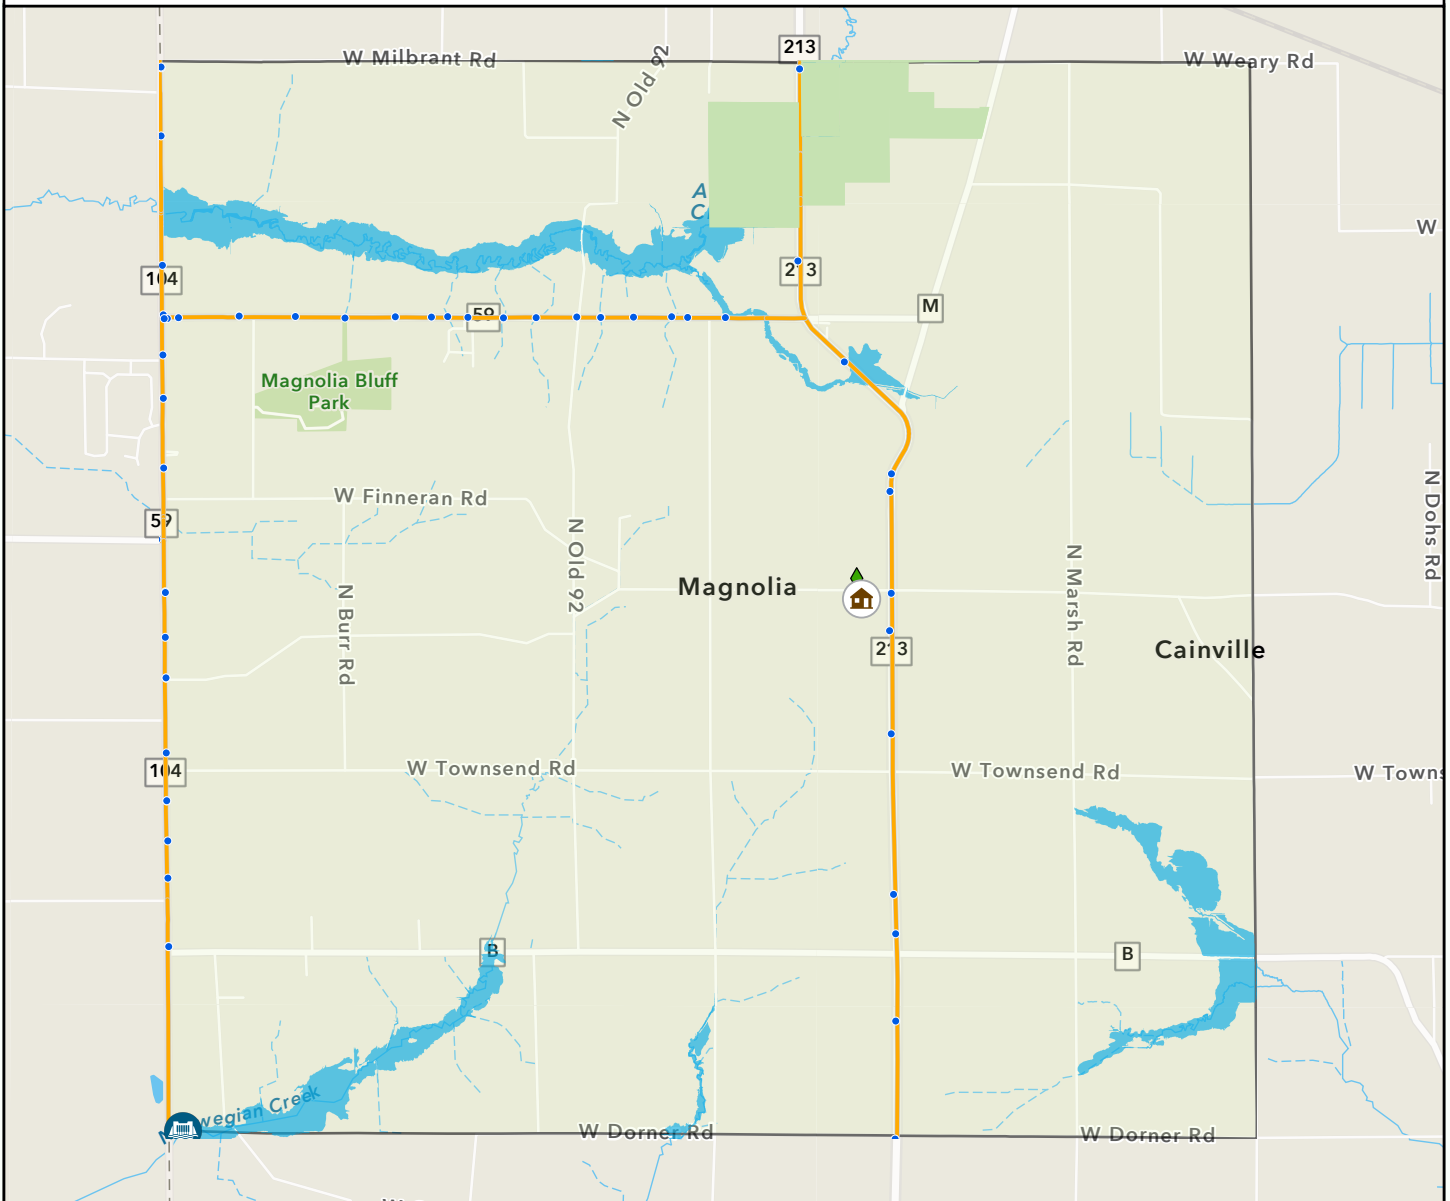 213
W Milbrant Rd
W Weary Rd
N Old 92
A
C
W
104
213
M
59
Magnolia Bluff
Park
W Finneran Rd
N Dohs Rd
59
N Old 92
N Marsh Rd
Magnolia
N Burr Rd
213
Cainville
104
W Townsend Rd
W Townsend Rd
W Towns
B
B
wegian Creek
W Dorner Rd
W Dorner Rd